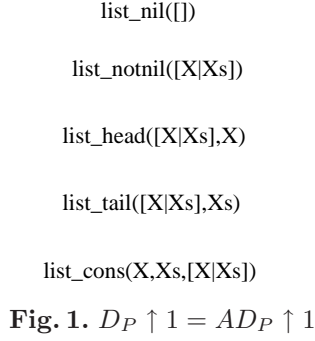 list_nil([])
list_notnil([X|Xs])
list_head([X|Xs],X)
list_tail([X|Xs],Xs)
list_cons(X,Xs,[X|Xs])
Fig. 1. D_P ↑ 1 = AD_P ↑ 1